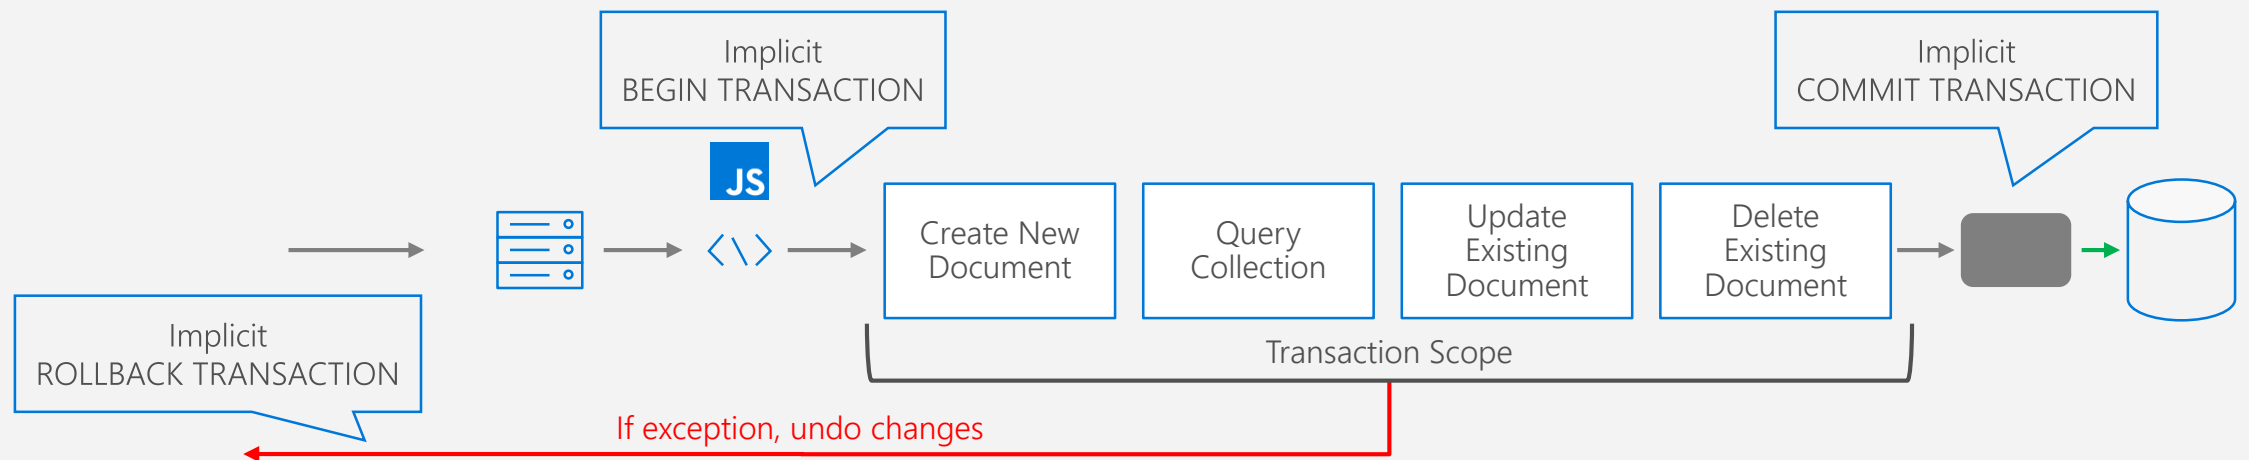 Implicit
BEGIN TRANSACTION
Implicit
COMMIT TRANSACTION
JS
Create New
Document
Query
Collection
Update
Existing
Document
Delete
Existing
Document
Implicit
ROLLBACK TRANSACTION
Transaction Scope
If exception, undo changes